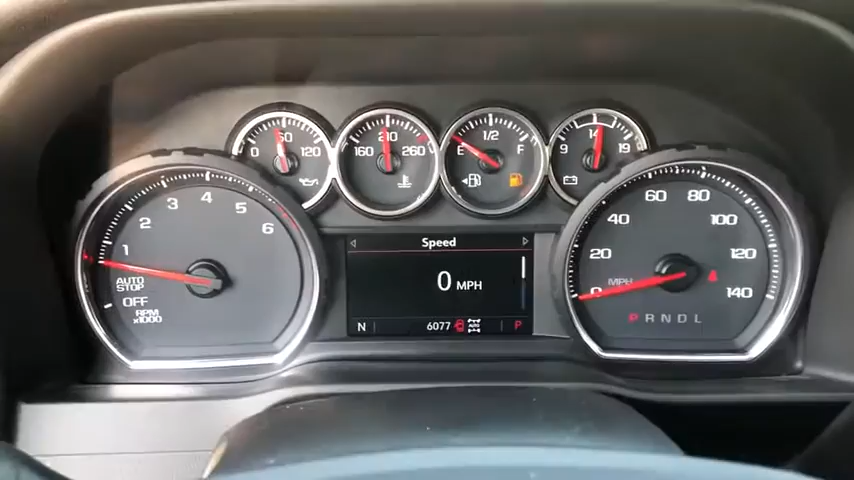 0 60 120
160 210 260
E 1/2 F
9 14 19
1 2 3 4 5 6
AUTO
STOP
OFF
RPM
x1000
Speed
0 MPH
N 6077 AUTO P
0 20 40 60 80 100 120 140
MPH
P R N D L